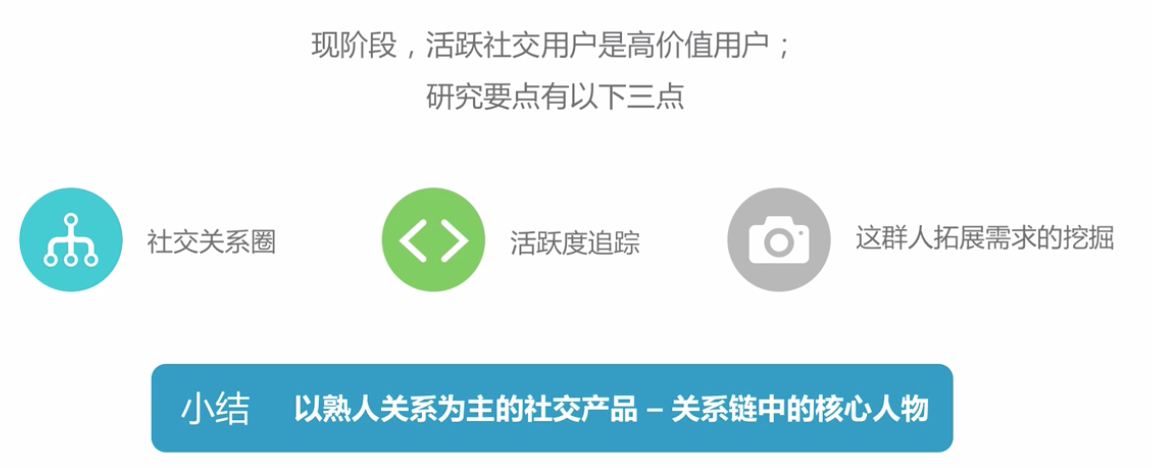 现阶段，活跃社交用户是高价值用户；
研究要点有以下三点
社交关系圈
活跃度追踪
这群人拓展需求的挖掘
小结 以熟人关系为主的社交产品 – 关系链中的核心人物